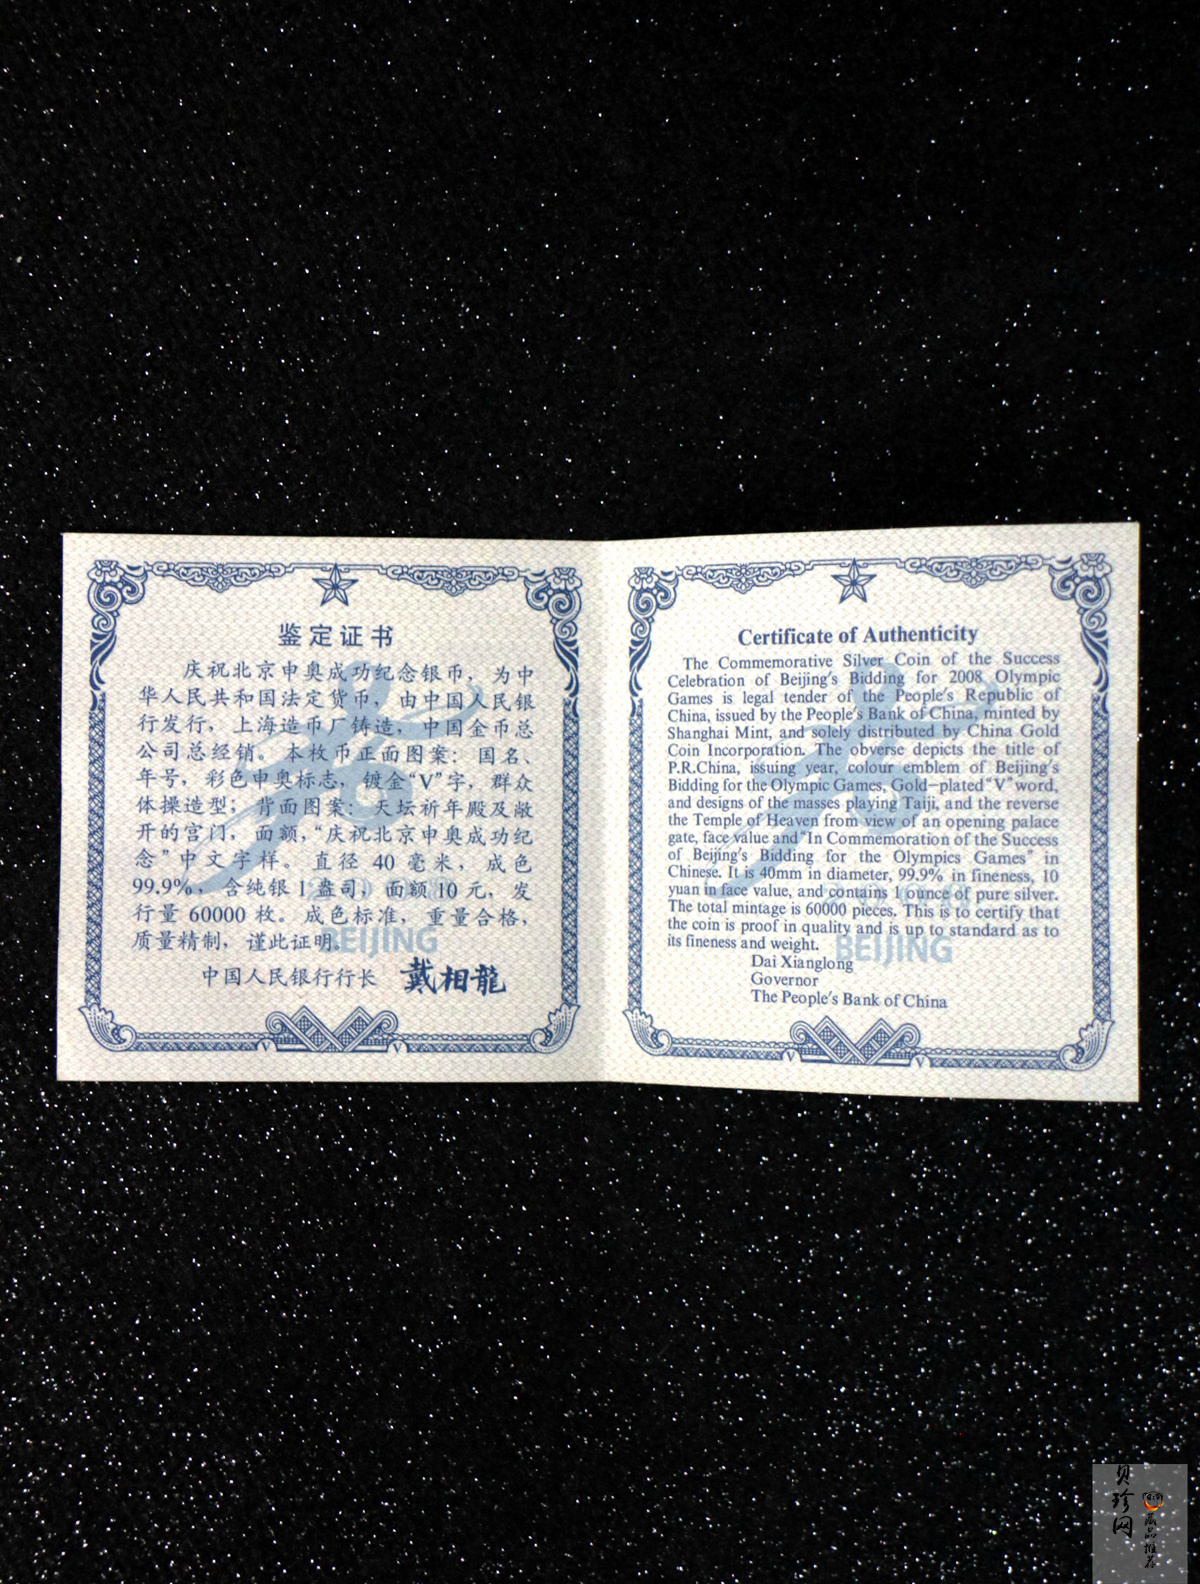 鉴定证书
庆祝北京申奥成功纪念银币，为中
华人民共和国法定货币，由中国人民银
行发行，上海造币厂铸造，中国金币总
公司总经销。本枚币正面图案：国名、
年号，彩色申奥标志，镀金“V”字，群众
体操造型；背面图案：天坛祈年殿及敞
开的宫门，面额，“庆祝北京申奥成功纪
念”中文字样。直径40毫米，成色
99.9%，含纯银1盎司，面额10元，发
行量60000枚。成色标准，重量合格，
质量精制，谨此证明。
BEIJING
中国人民银行行长 戴相龍
V V
Certificate of Authenticity
The Commemorative Silver Coin of the Success
Celebration of Beijing's Bidding for 2008 Olympic
Games is legal tender of the People's Republic of
China, issued by the People's Bank of China, minted by
Shanghai Mint, and solely distributed by China Gold
Coin Incorporation. The obverse depicts the title of
P.R.China, issuing year, colour emblem of Beijing's
Bidding for the Olympic Games, Gold-plated "V" word,
and designs of the masses playing Taiji, and the reverse
the Temple of Heaven from view of an opening palace
gate, face value and "In Commemoration of the Success
of Beijing's Bidding for the Olympics Games" in
Chinese. It is 40mm in diameter, 99.9% in fineness, 10
yuan in face value, and contains 1 ounce of pure silver.
The total mintage is 60000 pieces. This is to certify that
the coin is proof in quality and is up to standard as to
its fineness and weight.
BEIJING
Dai Xianglong
Governor
The People's Bank of China
V V
贝珍网
藏品推荐